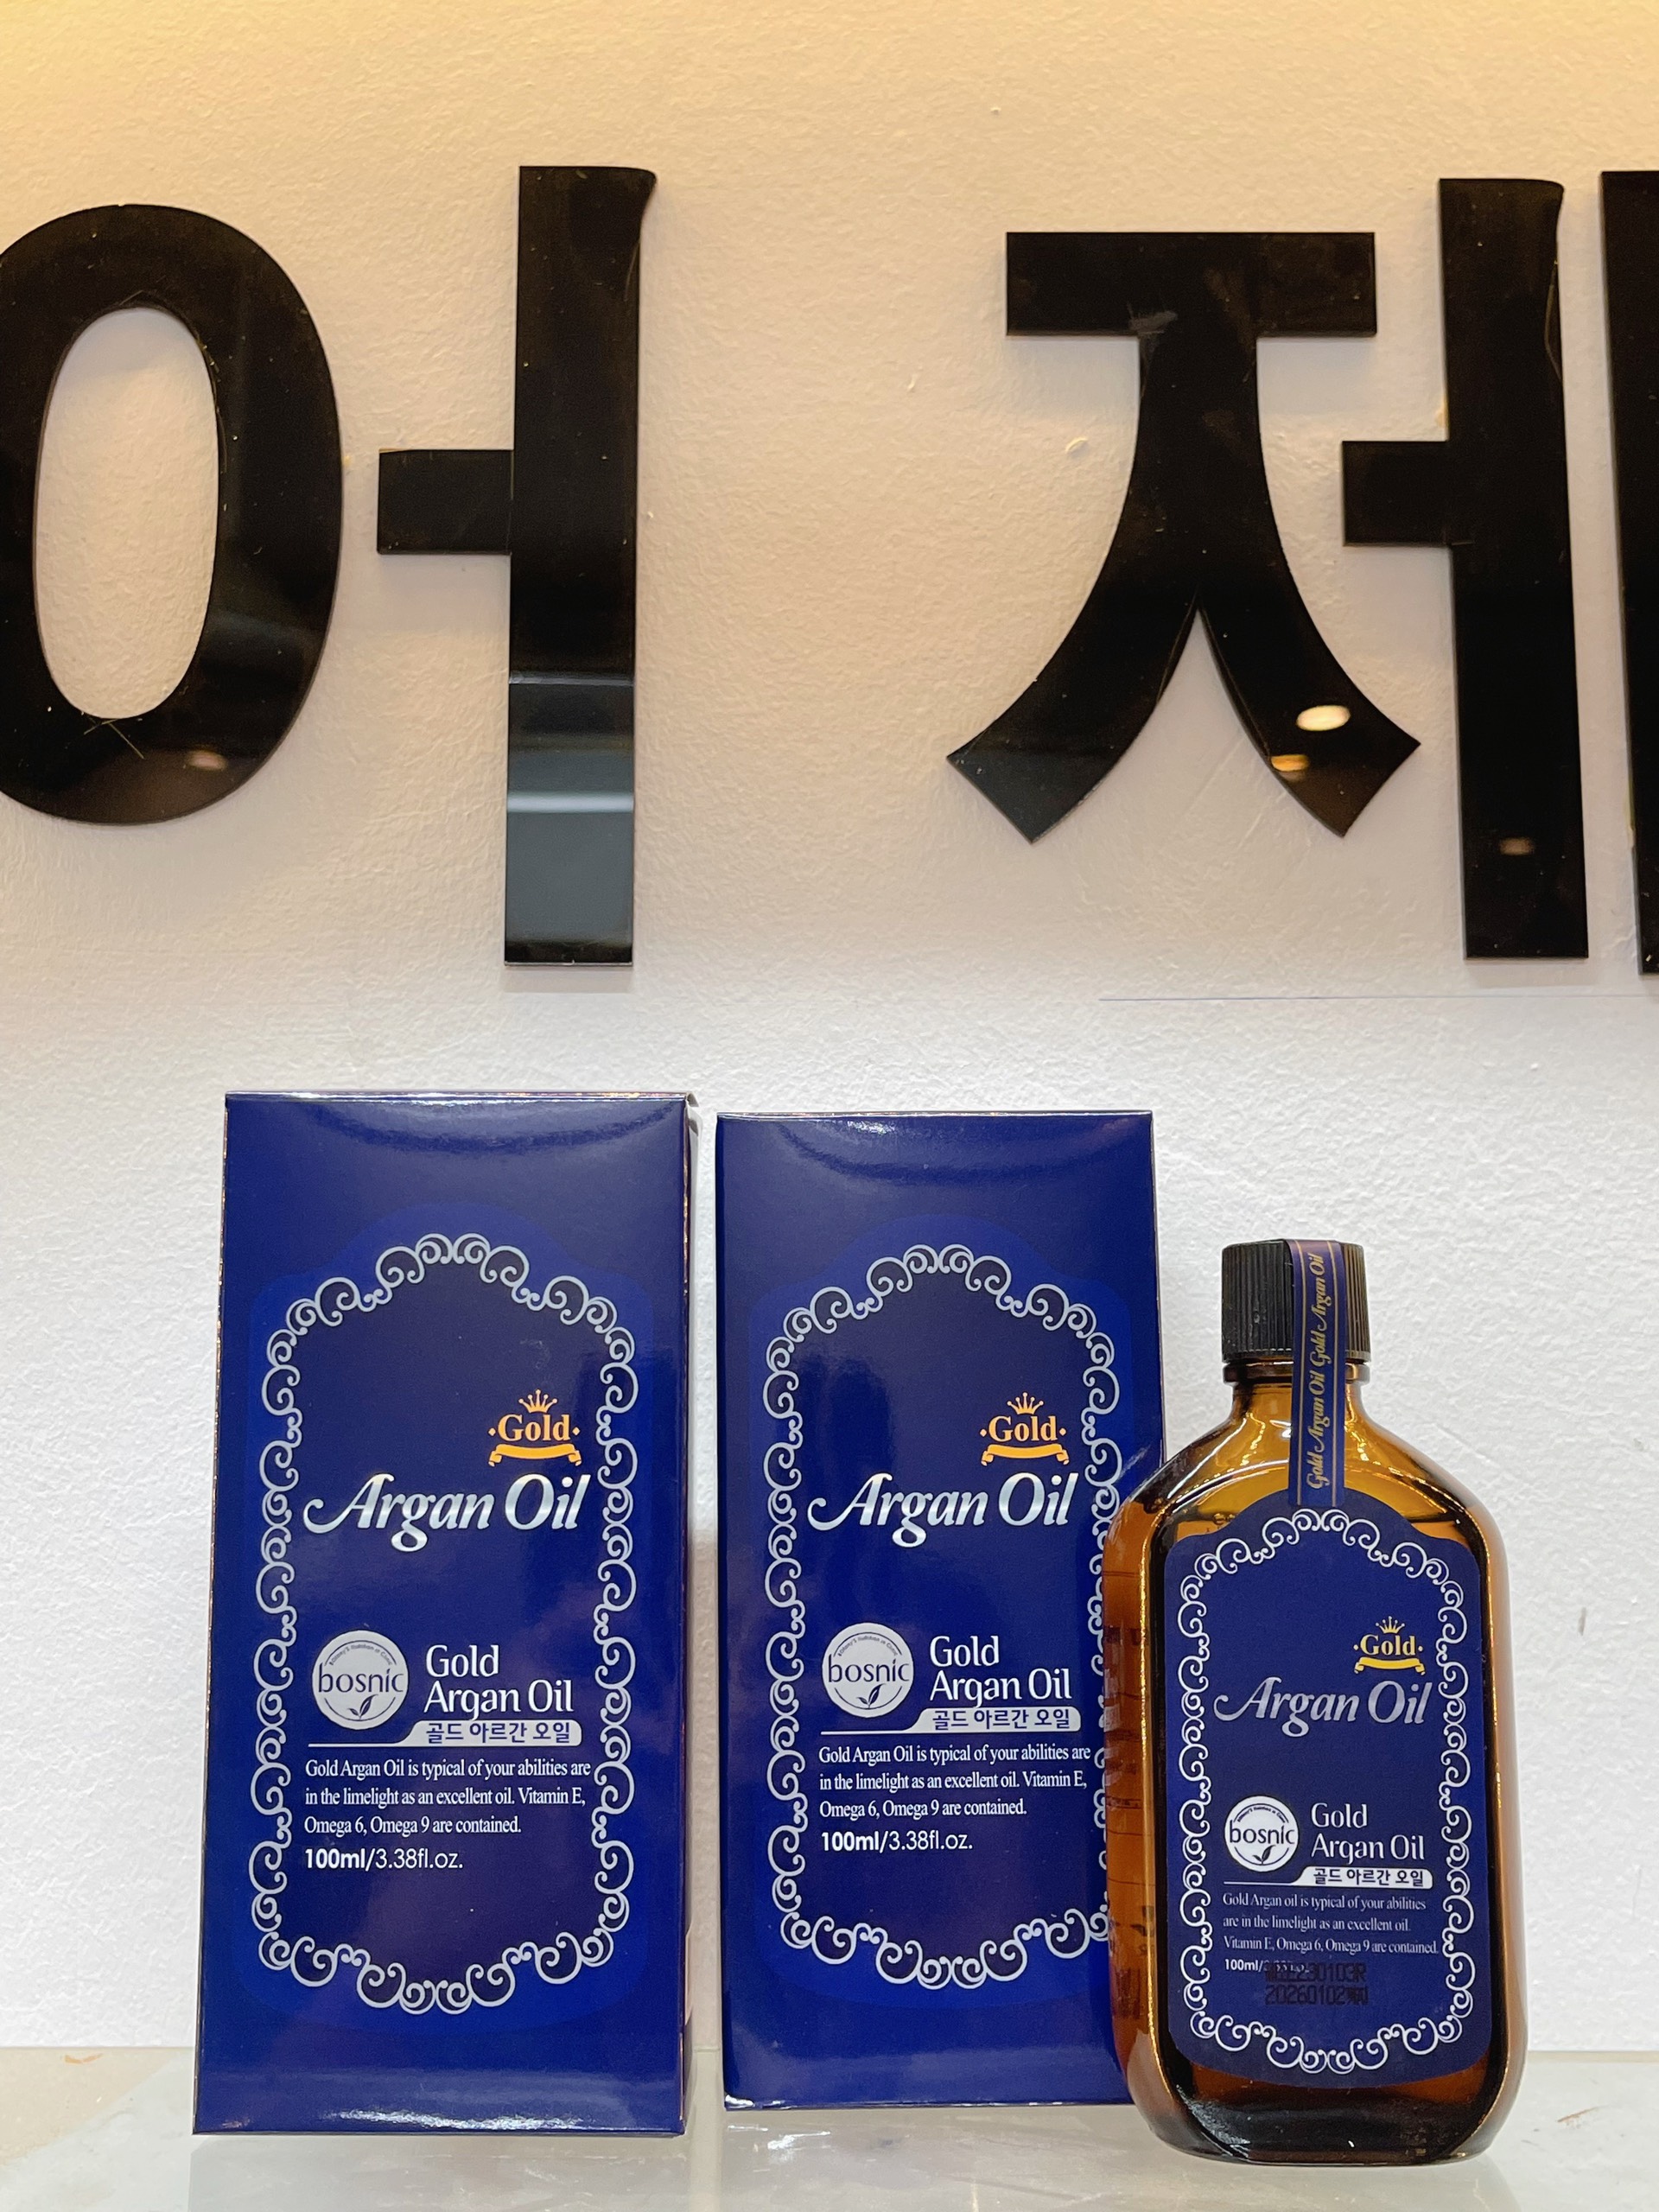 어 제
Gold
Argan Oil
bosnic
Gold
Argan Oil
골드 아르간 오일
Gold Argan Oil is typical of your abilities are
in the limelight as an excellent oil. Vitamin E,
Omega 6, Omega 9 are contained.
100ml/3.38fl.oz.
Gold
Argan Oil
bosnic
Gold
Argan Oil
골드 아르간 오일
Gold Argan Oil is typical of your abilities are
in the limelight as an excellent oil. Vitamin E,
Omega 6, Omega 9 are contained.
100ml/3.38fl.oz.
Gold Argan Oil Gold Argan Oil
Gold
Argan Oil
bosnic
Gold
Argan Oil
골드 아르간 오일
Gold Argan oil is typical of your abilities
are in the limelight as an excellent oil.
Vitamin E, Omega 6, Omega 9 are contained.
100ml/
20260102